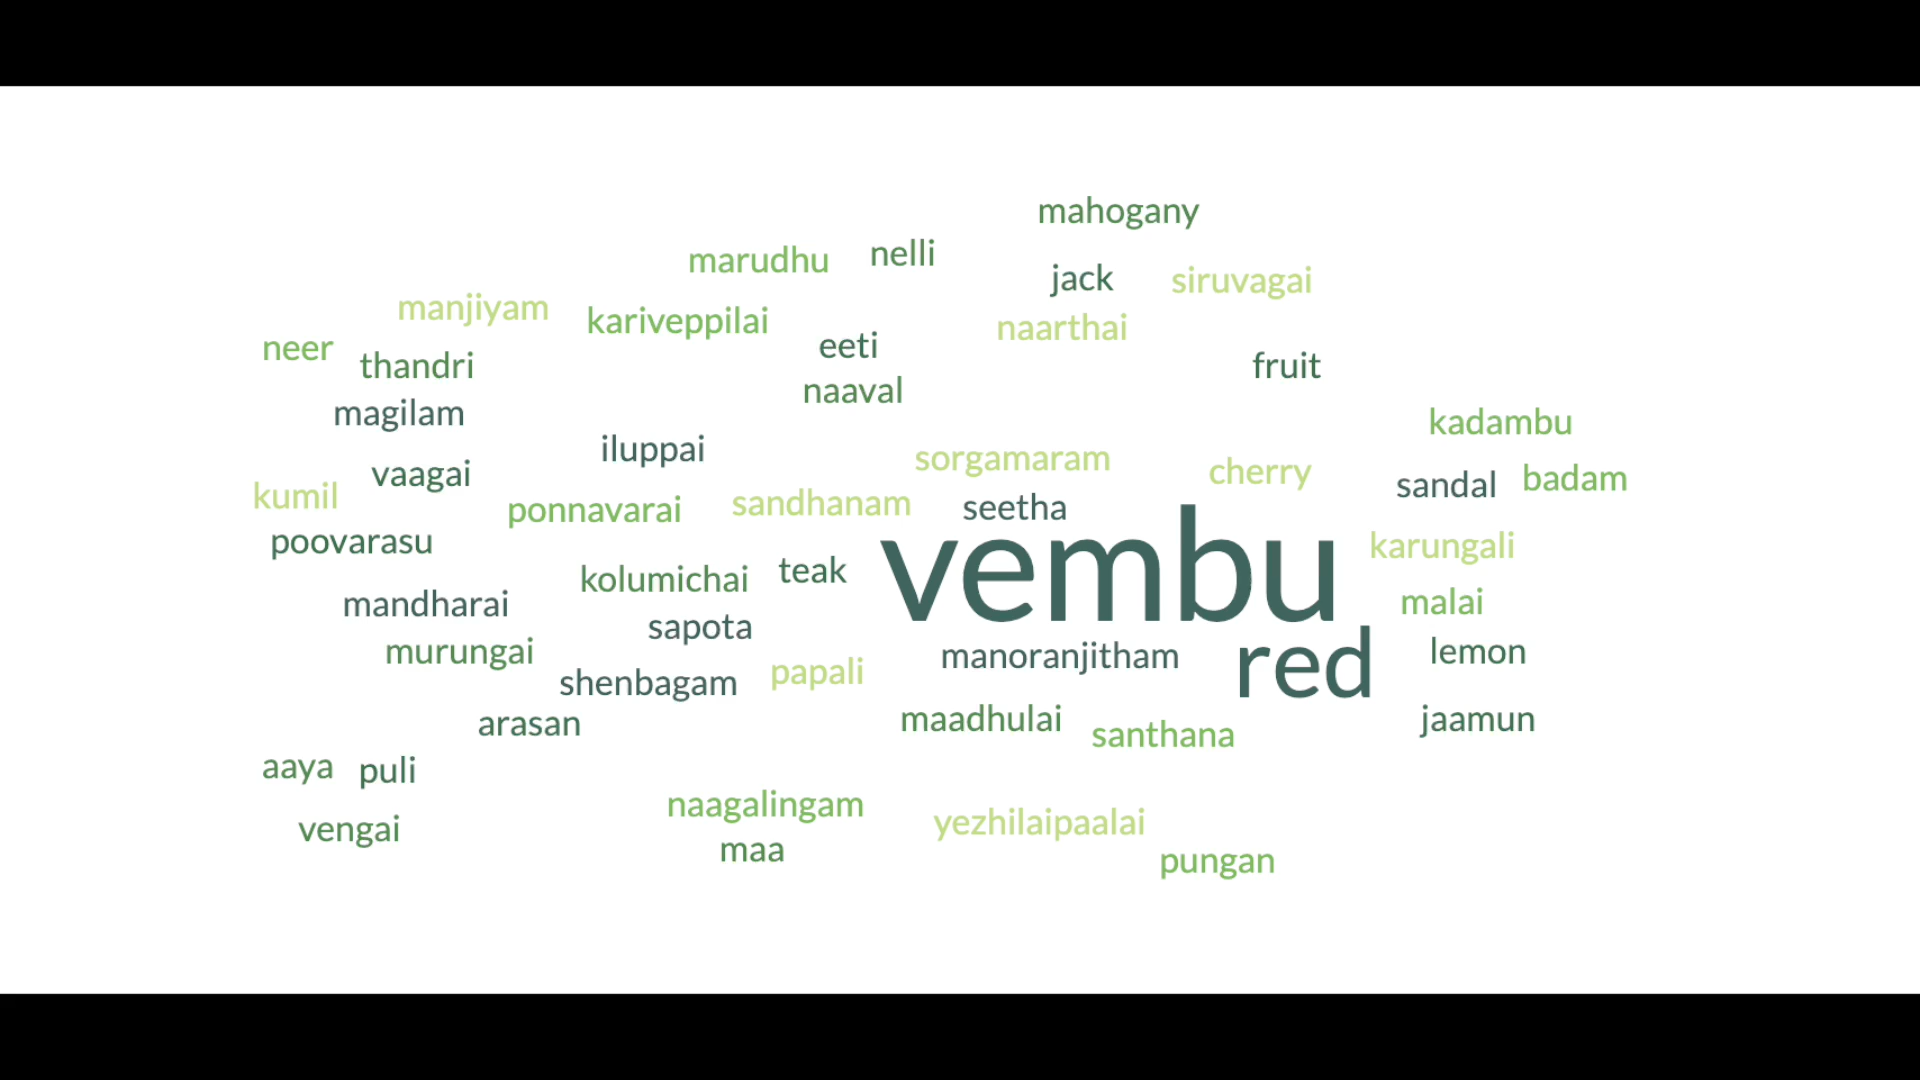 mahogany
marudhu
nelli
jack
siruvagai
manjiyam
kariveppilai
naarthai
neer
thandri
eeti
fruit
naaval
magilam
kadambu
iluppai
sorgamaram
cherry
vaagai
sandal
badam
kumil
ponnavarai
sandhanam
seetha
poovarasu
karungali
vembu
kolumichai
teak
mandharai
malai
sapota
murungai
manoranjitham
red
lemon
shenbagam
papali
arasan
maadhulai
santhana
jaamun
aaya
puli
naagalingam
yezhilaipaalai
vengai
maa
pungan